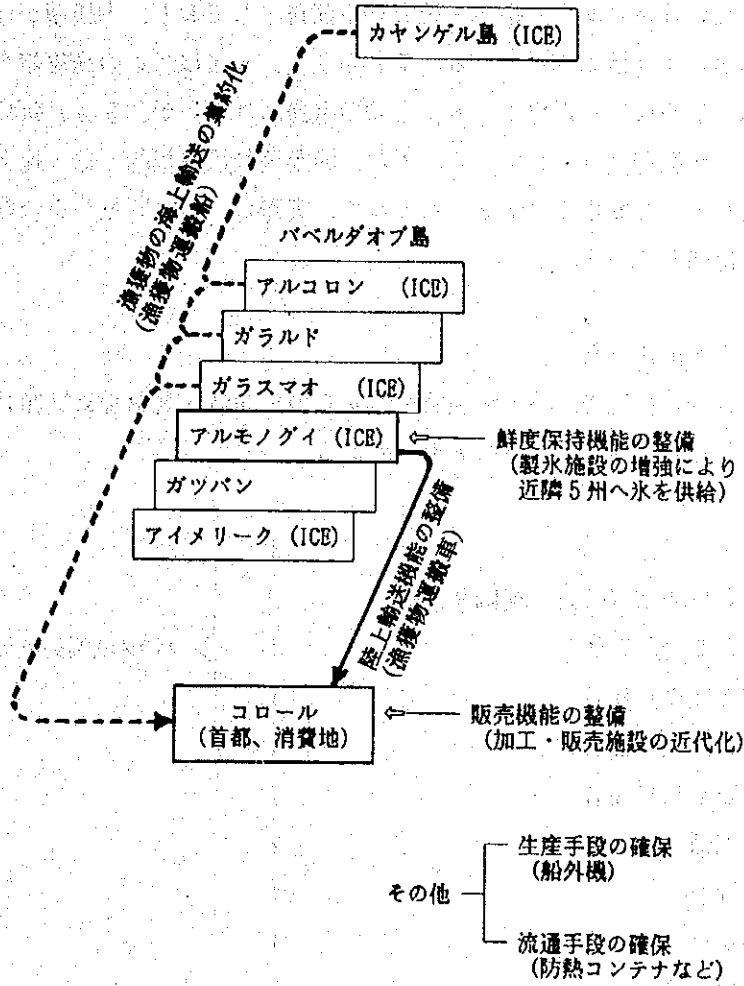 カヤンゲル島 (ICE)
漁獲物の海上輸送の集約化
(漁獲物運搬船)
バベルダオブ島
アルコロン (ICE)
ガラルド
ガラスマオ (ICE)
アルモノグイ (ICE)
鮮度保持機能の整備
(製氷施設の増強により
近隣5州へ氷を供給)
ガツパン
アイメリーク (ICE)
陸上輸送機能の整備
(漁獲物運搬車)
コロール
(首都、消費地)
販売機能の整備
(加工・販売施設の近代化)
その他
生産手段の確保
(船外機)
流通手段の確保
(防熱コンテナなど)